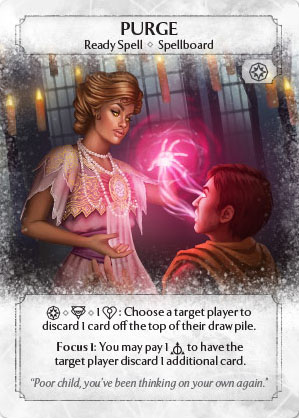 PURGE
Ready Spell ⋄ Spellboard
⋄ ⋄ 1 : Choose a target player to
discard 1 card off the top of their draw pile.
Focus 1: You may pay 1 to have the
target player discard 1 additional card.
"Poor child, you've been thinking on your own again."